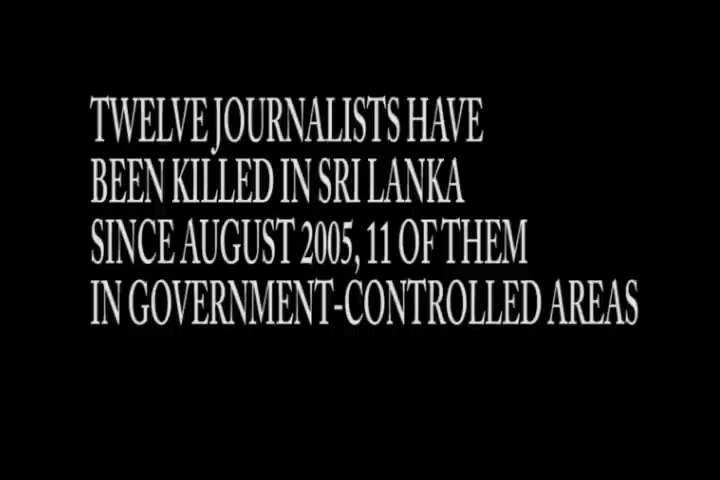 TWELVE JOURNALISTS HAVE
BEEN KILLED IN SRI LANKA
SINCE AUGUST 2005, 11 OF THEM
IN GOVERNMENT-CONTROLLED AREAS